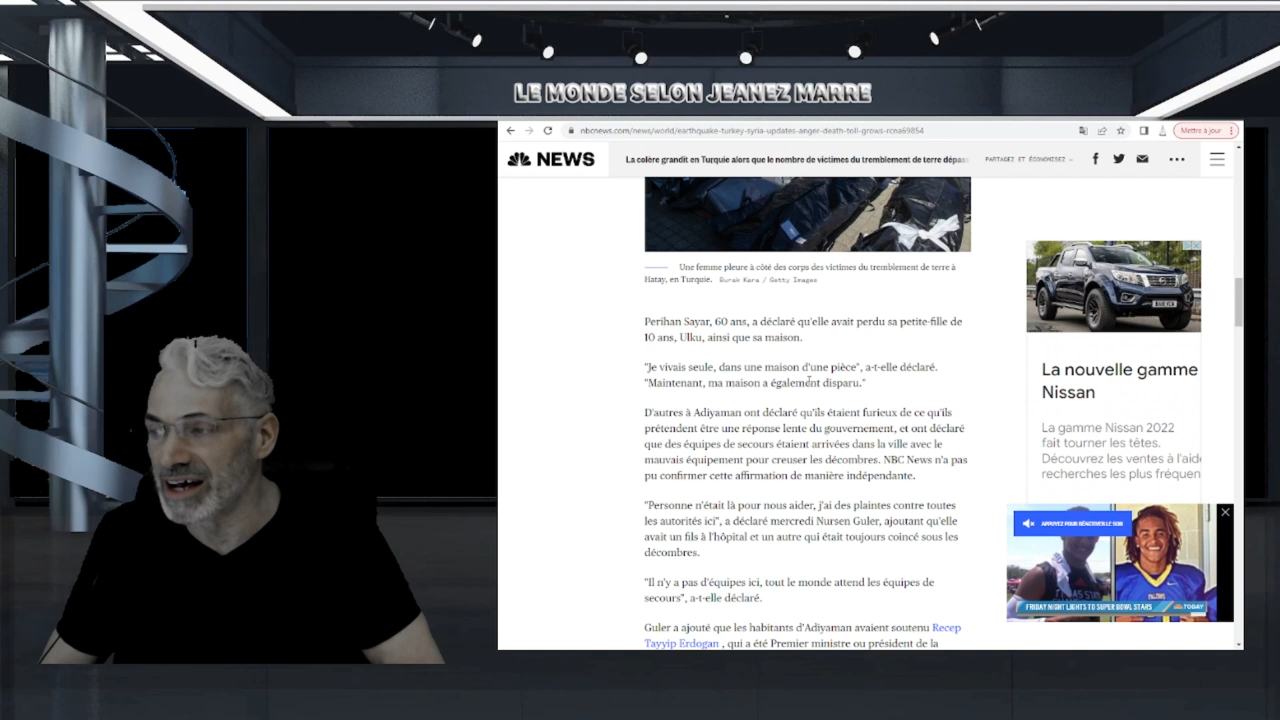 LE MONDE SELON JEANEZ MARRE
nbcnews.com/news/world/earthquake-turkey-syria-updates-anger-death-toll-grows-rcna69854
Mettre à jour
NEWS
La colère grandit en Turquie alors que le nombre de victimes du tremblement de terre dépass
PARTAGEZ ET ÉCONOMISEZ
Une femme pleure à côté des corps des victimes du tremblement de terre à
Hatay, en Turquie. Burak Kara / Getty Images
Perihan Sayar, 60 ans, a déclaré qu'elle avait perdu sa petite-fille de
10 ans, Ulku, ainsi que sa maison.
"Je vivais seule, dans une maison d'une pièce", a-t-elle déclaré.
"Maintenant, ma maison a également disparu."
D'autres à Adiyaman ont déclaré qu'ils étaient furieux de ce qu'ils
prétendent être une réponse lente du gouvernement, et ont déclaré
que des équipes de secours étaient arrivées dans la ville avec le
mauvais équipement pour creuser les décombres. NBC News n'a pas
pu confirmer cette affirmation de manière indépendante.
"Personne n'était là pour nous aider, j'ai des plaintes contre toutes
les autorités ici", a déclaré mercredi Nursen Guler, ajoutant qu'elle
avait un fils à l'hôpital et un autre qui était toujours coincé sous les
décombres.
"Il n'y a pas d'équipes ici, tout le monde attend les équipes de
secours", a-t-elle déclaré.
Guler a ajouté que les habitants d'Adiyaman avaient soutenu Recep
Tayyip Erdogan , qui a été Premier ministre ou président de la
La nouvelle gamme
Nissan
La gamme Nissan 2022
fait tourner les têtes.
Découvrez les ventes à l'aide
recherches les plus fréquen
APPUYEZ POUR RÉACTIVER LE SON
FALCONS
FRIDAY NIGHT LIGHTS TO SUPER BOWL STARS
TODAY